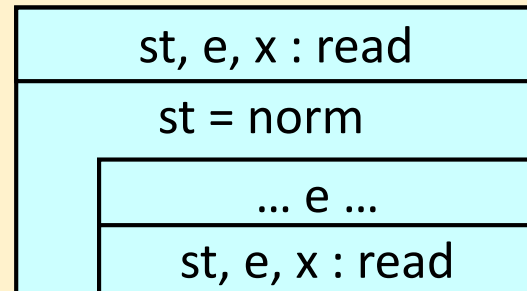 st, e, x : read
st = norm
... e ...
st, e, x : read